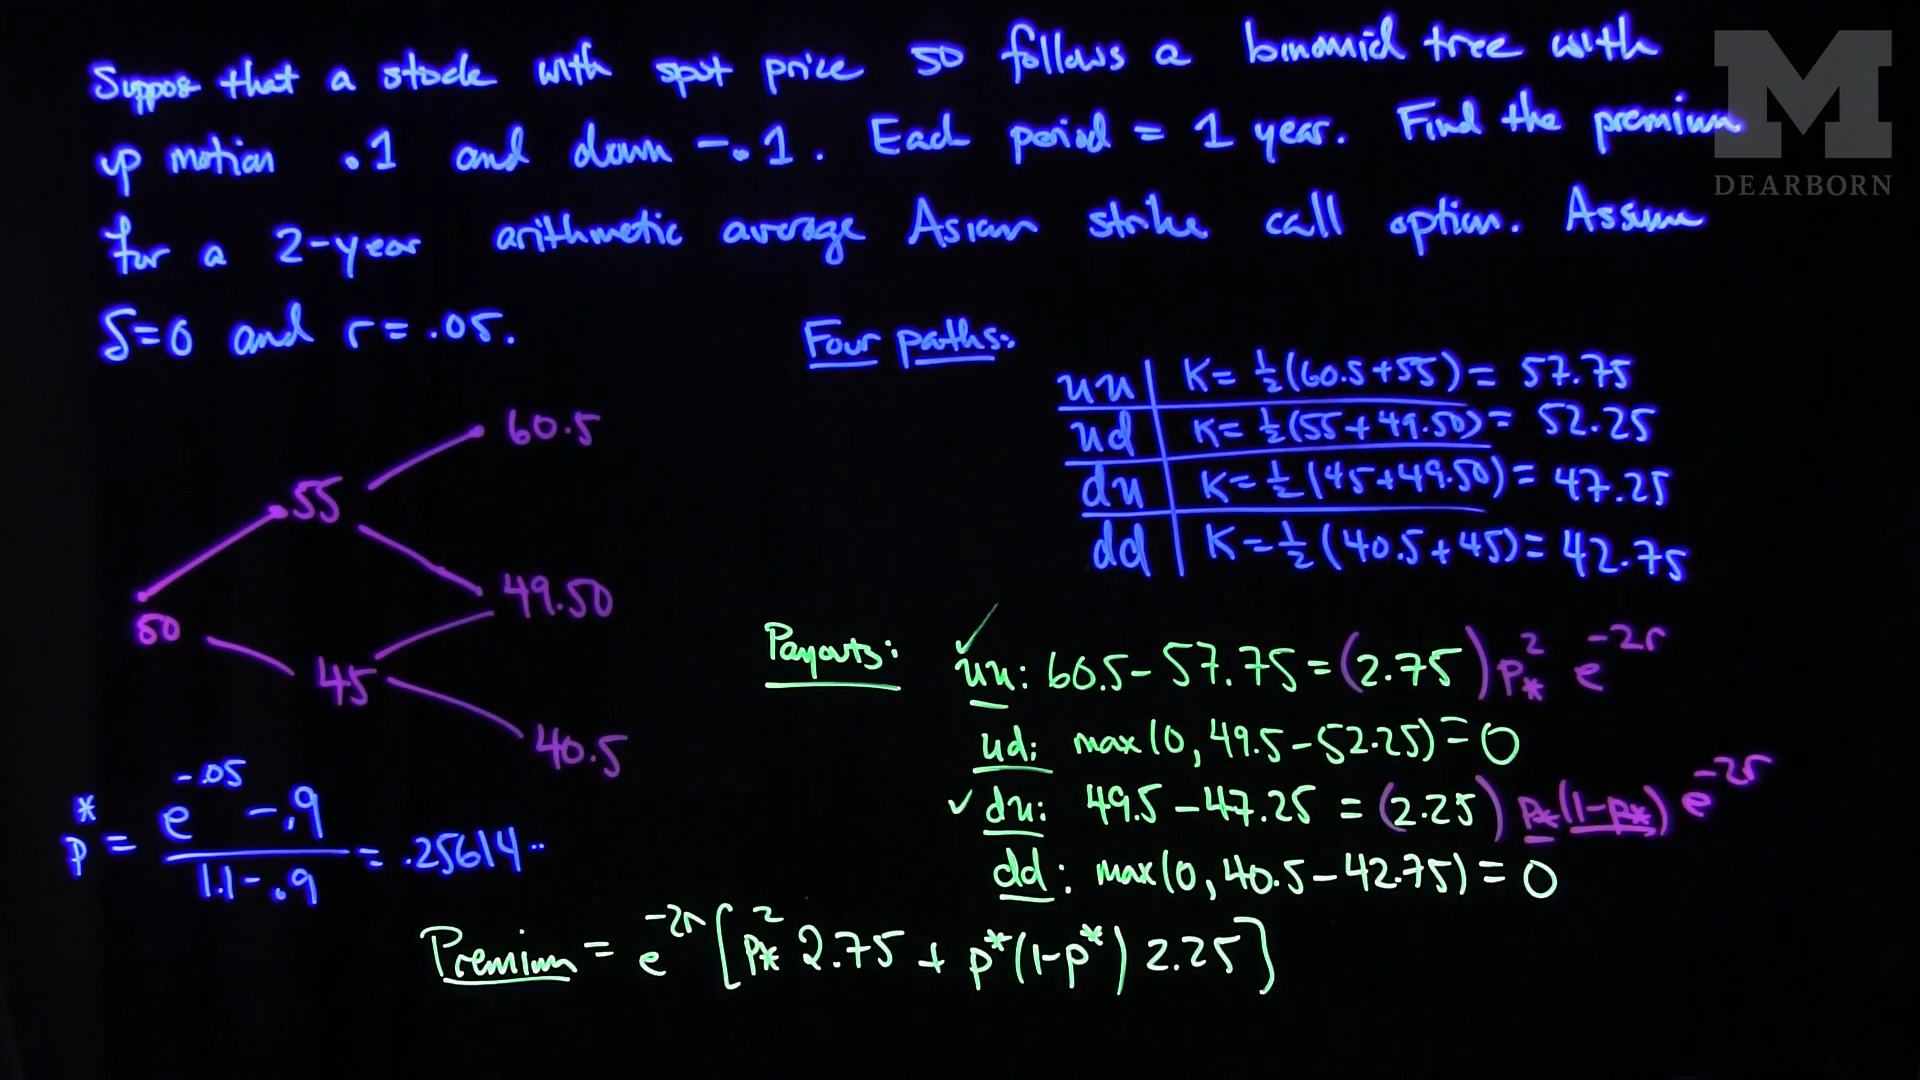 Suppose that a stock with spot price 50 follows a binomial tree with
up motion .1 and down -.1. Each period = 1 year. Find the premium
for a 2-year arithmetic average Asian strike call option. Assume
δ=0 and r=.05.
M
DEARBORN
Four paths:
uu | K= ½(60.5+55)= 57.75
ud | K= ½(55+49.50)= 52.25
du | K= ½(45+49.50)= 47.25
dd | K= ½(40.5+45)= 42.75
60.5
55
49.50
50
45
40.5
Payouts: ✓ uu: 60.5-57.75=(2.75)p*² e^-2r
ud: max(0, 49.5-52.25)=0
✓ du: 49.5-47.25=(2.25)p*(1-p*)e^-2r
dd: max(0, 40.5-42.75)=0
p* = (e^-.05 -.9)/(1.1-.9) = .25614..
Premium = e^-2r[p*² 2.75 + p*(1-p*) 2.25]